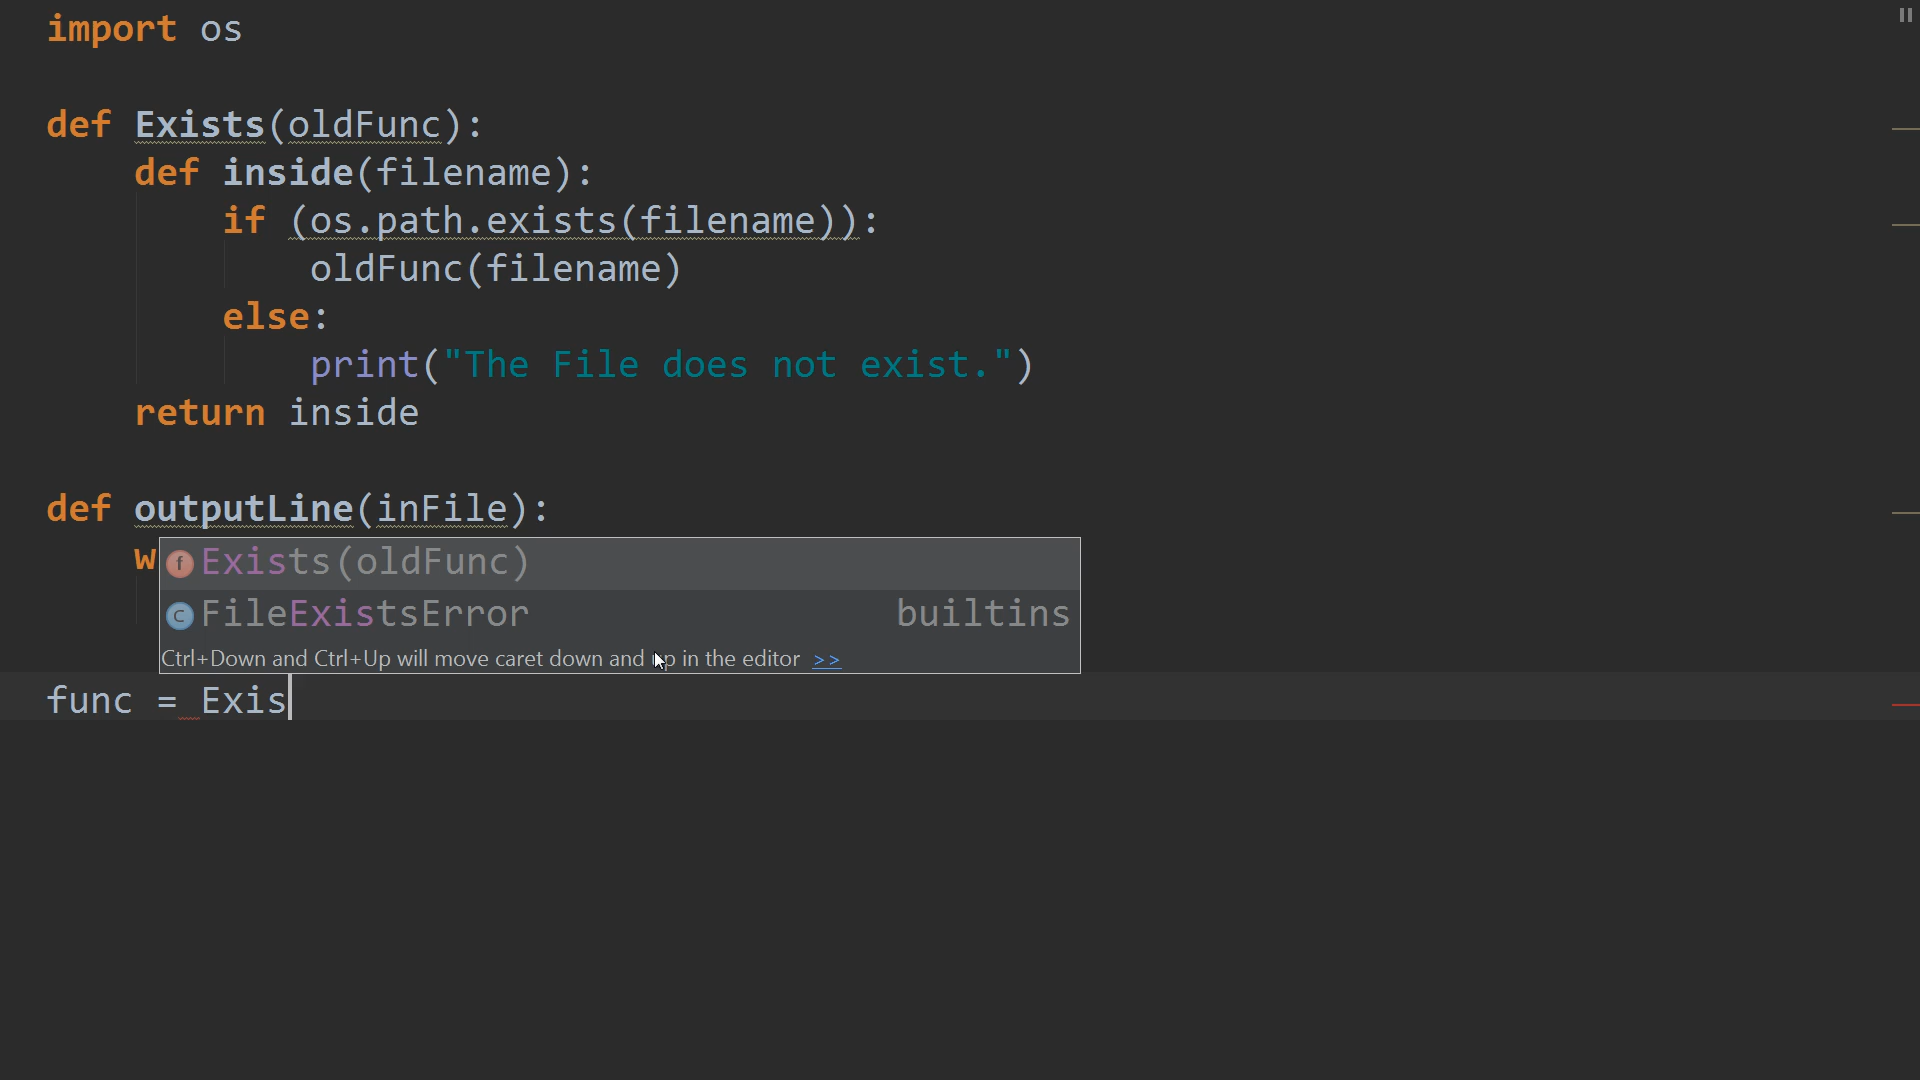 import os
def Exists(oldFunc):
    def inside(filename):
        if (os.path.exists(filename)):
            oldFunc(filename)
        else:
            print("The File does not exist.")
    return inside
def outputLine(inFile):
    w
f Exists(oldFunc)
C FileExistsError builtins
Ctrl+Down and Ctrl+Up will move caret down and up in the editor >>
func = Exis